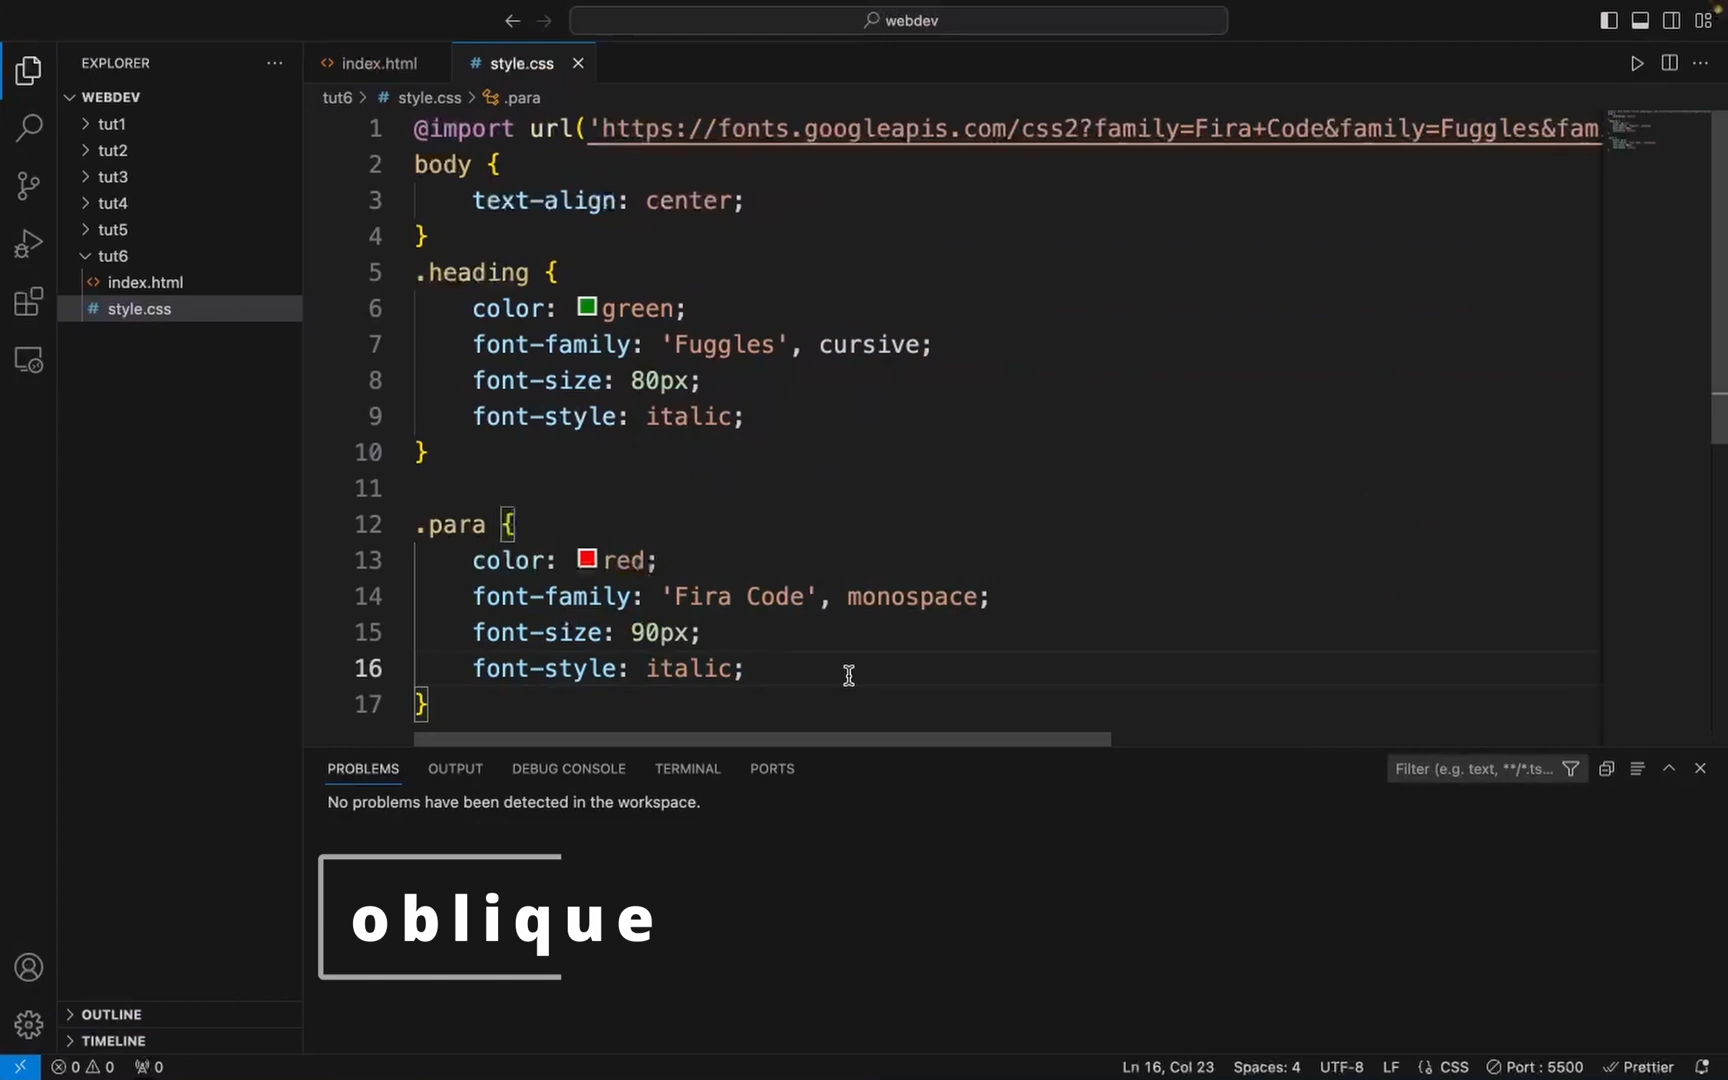 webdev
EXPLORER
index.html
style.css
WEBDEV
tut6 > style.css > .para
tut1
tut2
tut3
tut4
tut5
tut6
index.html
style.css
1 @import url('https://fonts.googleapis.com/css2?family=Fira+Code&family=Fuggles&fam
2 body {
3 text-align: center;
4 }
5 .heading {
6 color: green;
7 font-family: 'Fuggles', cursive;
8 font-size: 80px;
9 font-style: italic;
10 }
11
12 .para {
13 color: red;
14 font-family: 'Fira Code', monospace;
15 font-size: 90px;
16 font-style: italic;
17 }
PROBLEMS OUTPUT DEBUG CONSOLE TERMINAL PORTS Filter (e.g. text, **/*.ts...
No problems have been detected in the workspace.
oblique
OUTLINE
TIMELINE
0 0 0 Ln 16, Col 23 Spaces: 4 UTF-8 LF {} CSS Port : 5500 Prettier